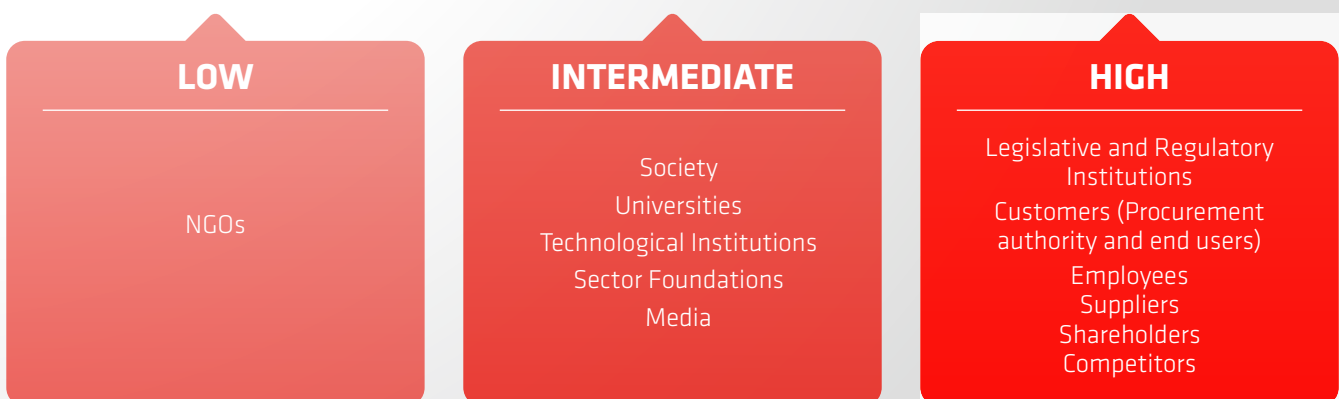 LOW
NGOs
INTERMEDIATE
Society
Universities
Technological Institutions
Sector Foundations
Media
HIGH
Legislative and Regulatory
Institutions
Customers (Procurement
authority and end users)
Employees
Suppliers
Shareholders
Competitors